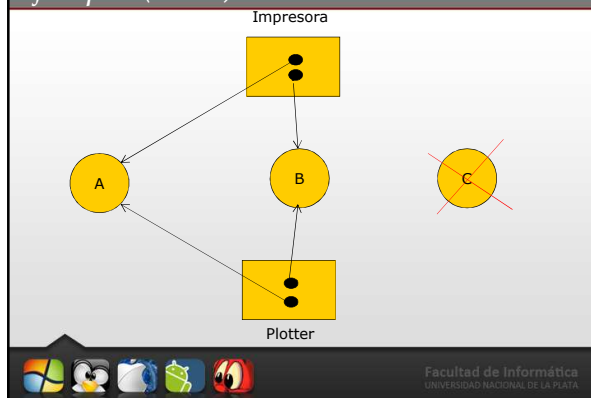 Impresora
A
B
C
Plotter
Facultad de Informática
UNIVERSIDAD NACIONAL DE LA PLATA